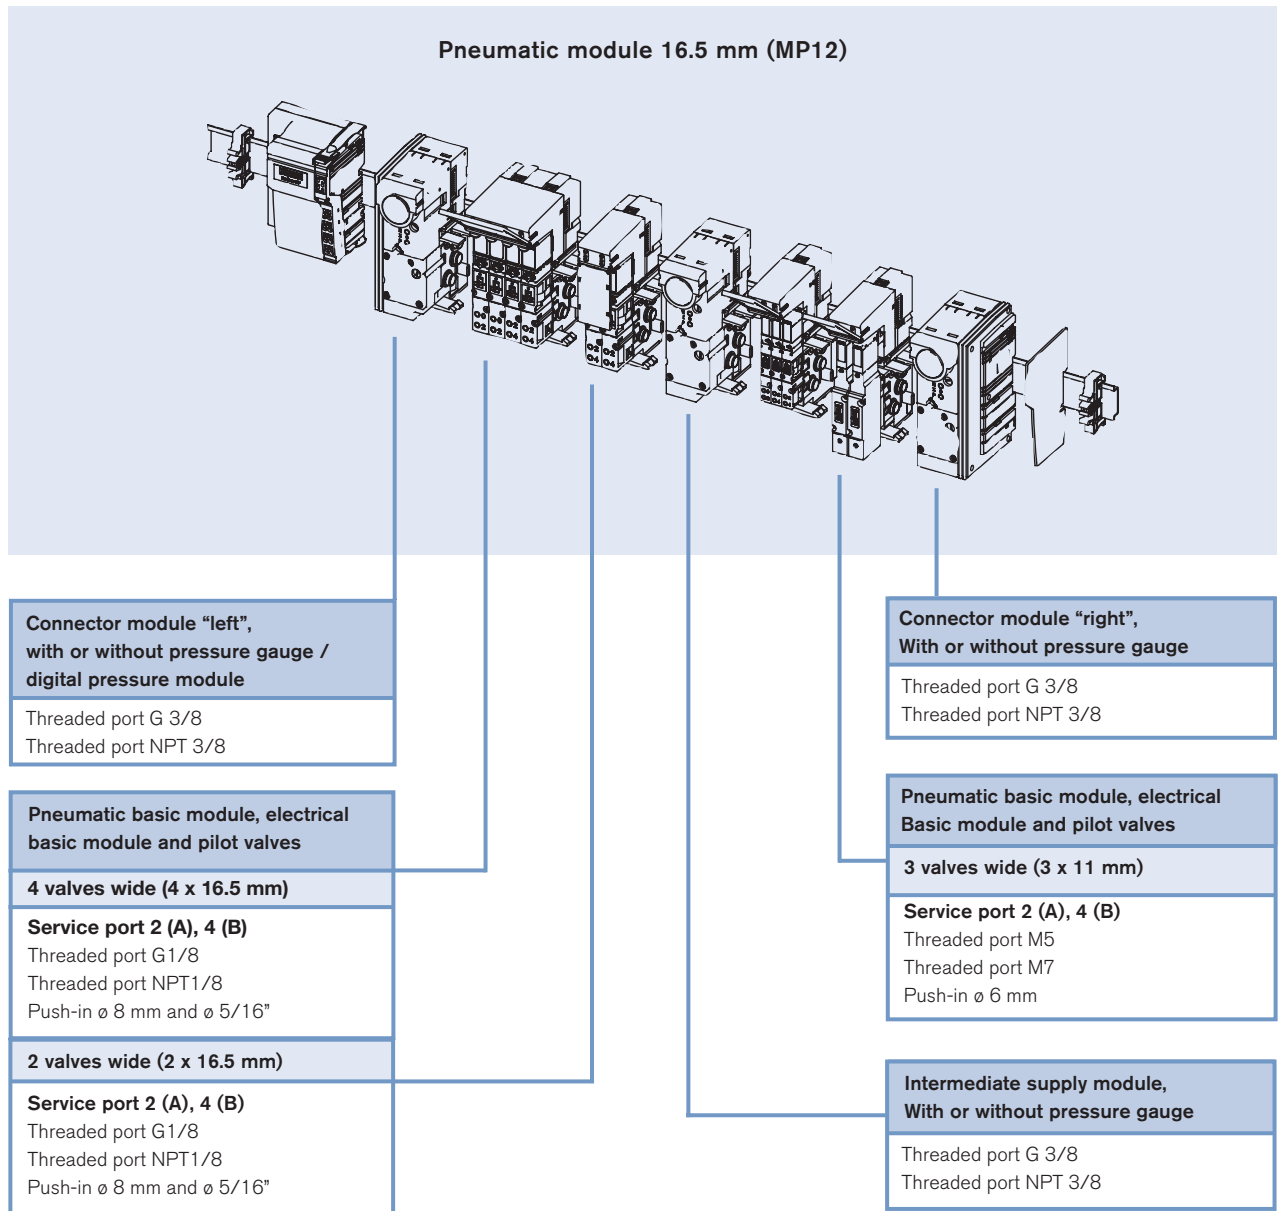 Pneumatic module 16.5 mm (MP12)
Connector module “left”,
with or without pressure gauge /
digital pressure module
Threaded port G 3/8
Threaded port NPT 3/8
Pneumatic basic module, electrical
basic module and pilot valves
4 valves wide (4 x 16.5 mm)
Service port 2 (A), 4 (B)
Threaded port G1/8
Threaded port NPT1/8
Push-in ø 8 mm and ø 5/16”
2 valves wide (2 x 16.5 mm)
Service port 2 (A), 4 (B)
Threaded port G1/8
Threaded port NPT1/8
Push-in ø 8 mm and ø 5/16”
Connector module “right”,
With or without pressure gauge
Threaded port G 3/8
Threaded port NPT 3/8
Pneumatic basic module, electrical
Basic module and pilot valves
3 valves wide (3 x 11 mm)
Service port 2 (A), 4 (B)
Threaded port M5
Threaded port M7
Push-in ø 6 mm
Intermediate supply module,
With or without pressure gauge
Threaded port G 3/8
Threaded port NPT 3/8